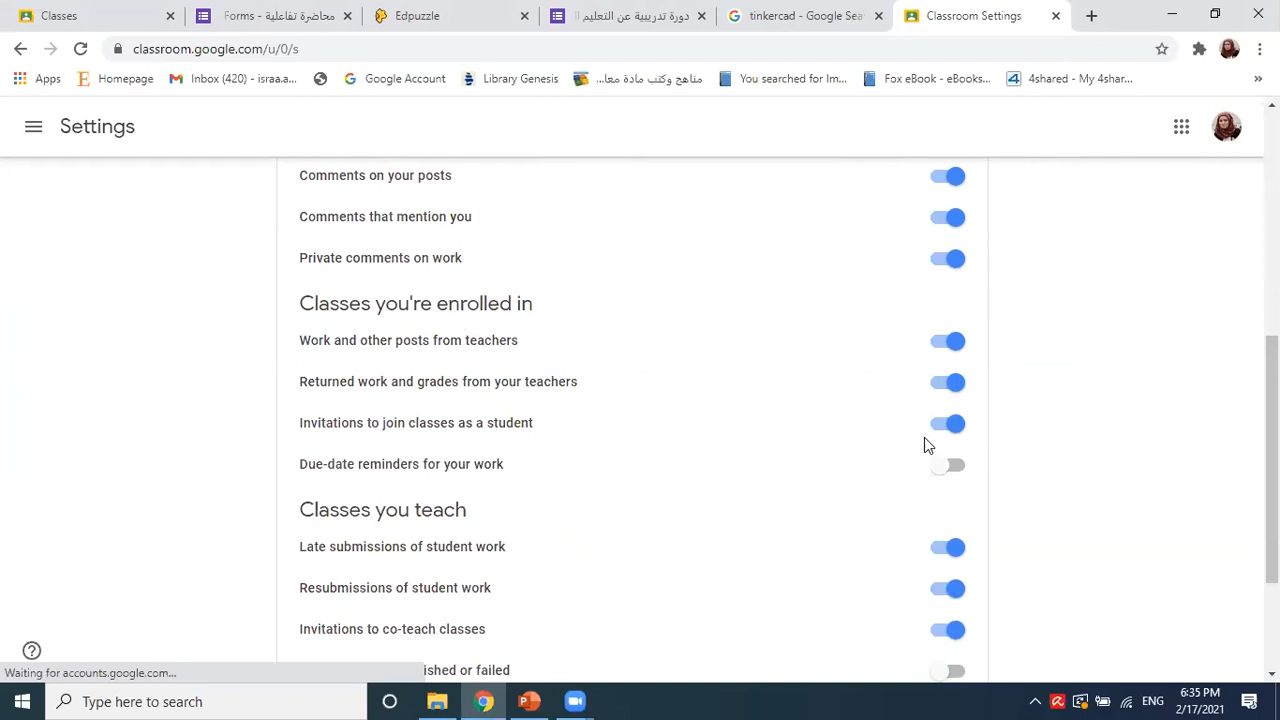 Classes
محاضرة تفاعلية - Forms
Edpuzzle
دورة تدريبية عن التعليم ال
tinkercad - Google Sea
Classroom Settings
classroom.google.com/u/0/s
Apps
Homepage
Inbox (420) - israa.a...
Google Account
Library Genesis
مناهج وكتب مادة معا...
You searched for Im...
Fox eBook - eBooks...
4shared - My 4shar...
»
Settings
Comments on your posts
Comments that mention you
Private comments on work
Classes you're enrolled in
Work and other posts from teachers
Returned work and grades from your teachers
Invitations to join classes as a student
Due-date reminders for your work
Classes you teach
Late submissions of student work
Resubmissions of student work
Invitations to co-teach classes
ished or failed
Waiting for accounts.google.com...
Type here to search
ENG
6:35 PM
2/17/2021